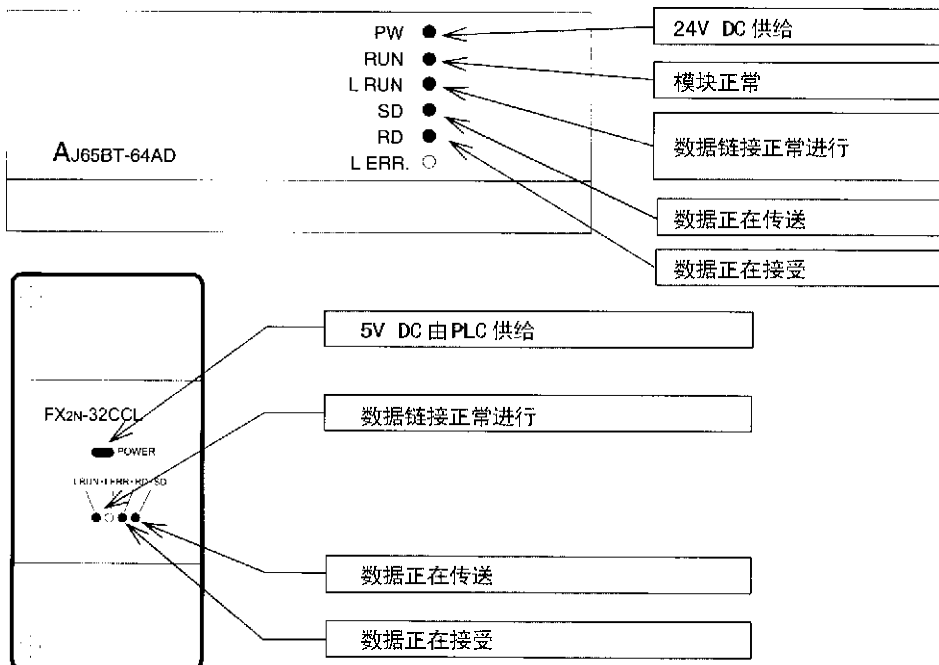 PW
24V DC 供给
RUN
模块正常
L RUN
数据链接正常进行
SD
数据正在传送
RD
数据正在接受
L ERR.
AJ65BT-64AD
5V DC 由PLC 供给
FX2N-32CCL
数据链接正常进行
POWER
L RUN·L ERR·RD·SD
数据正在传送
数据正在接受